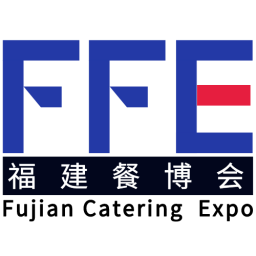 FFE
福建餐博会
Fujian Catering Expo